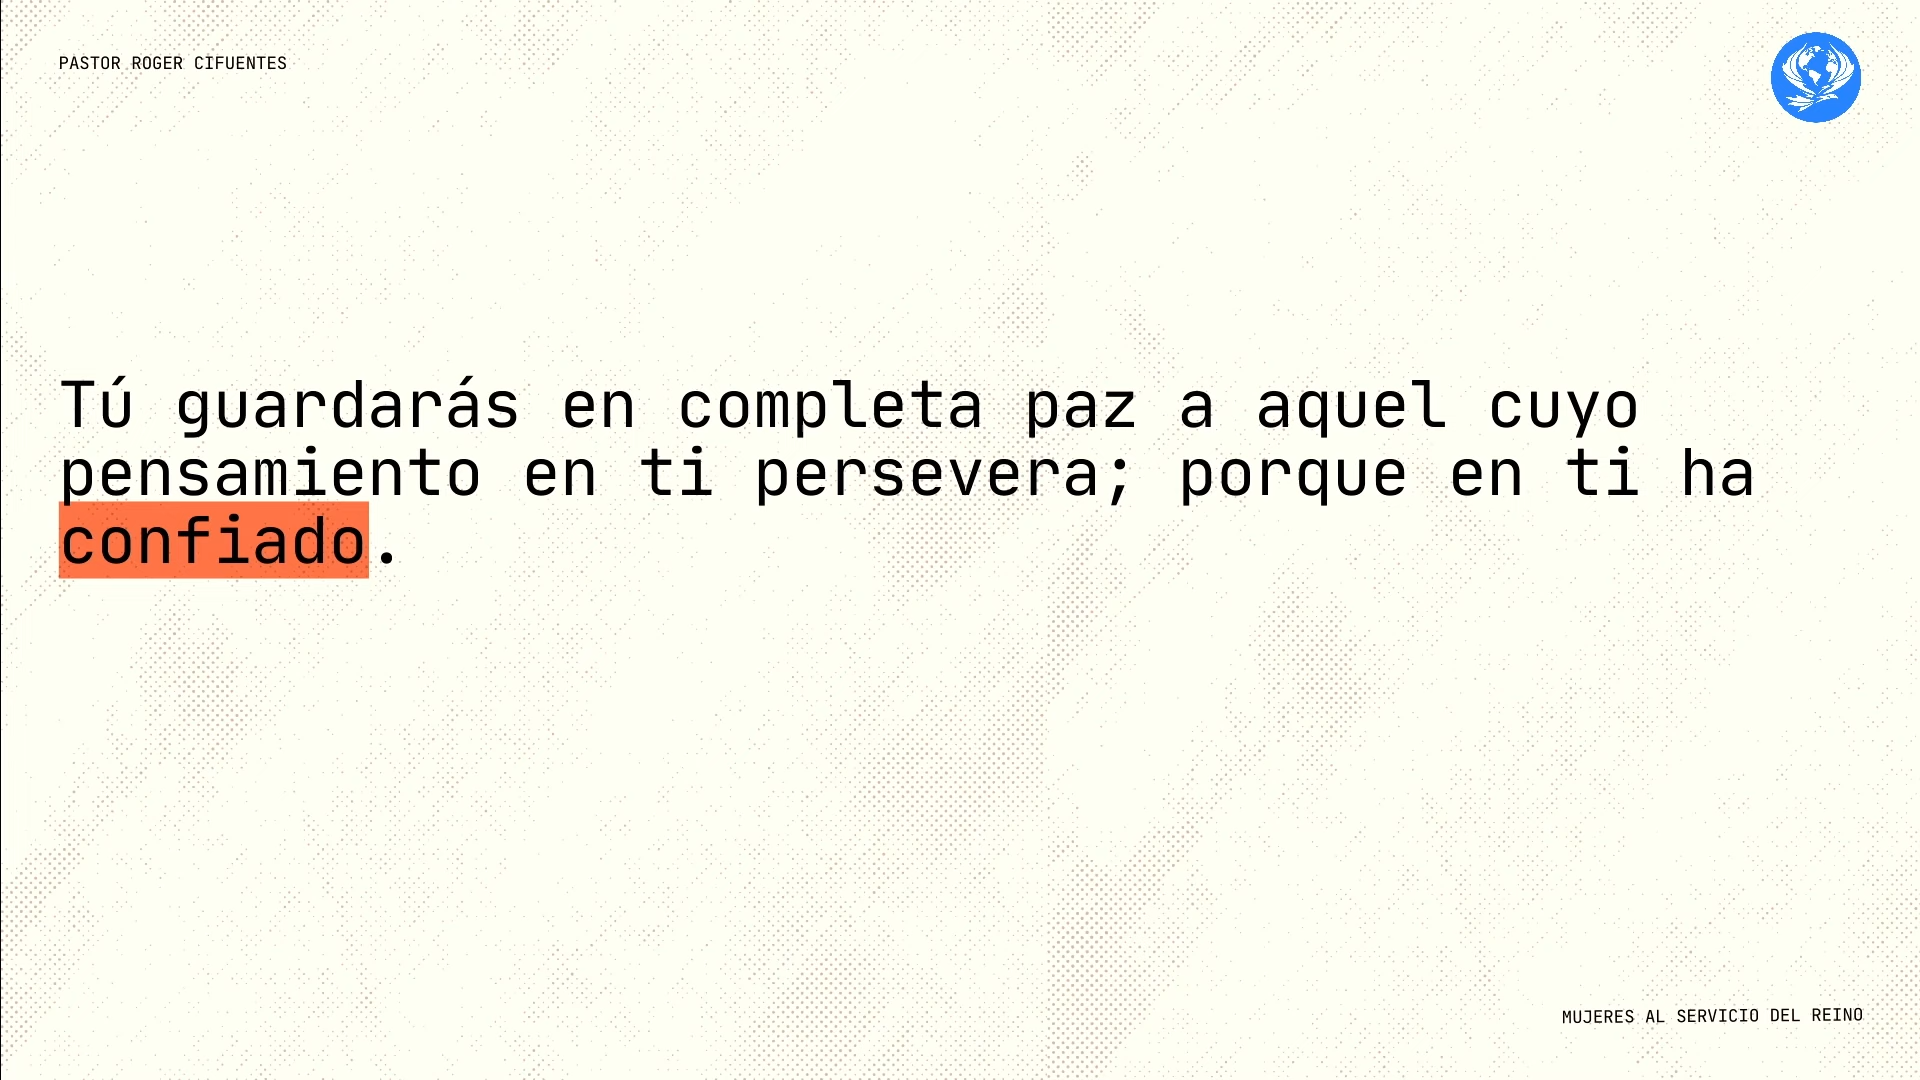 PASTOR ROGER CIFUENTES
Tú guardarás en completa paz a aquel cuyo
pensamiento en ti persevera; porque en ti ha
confiado.
MUJERES AL SERVICIO DEL REINO